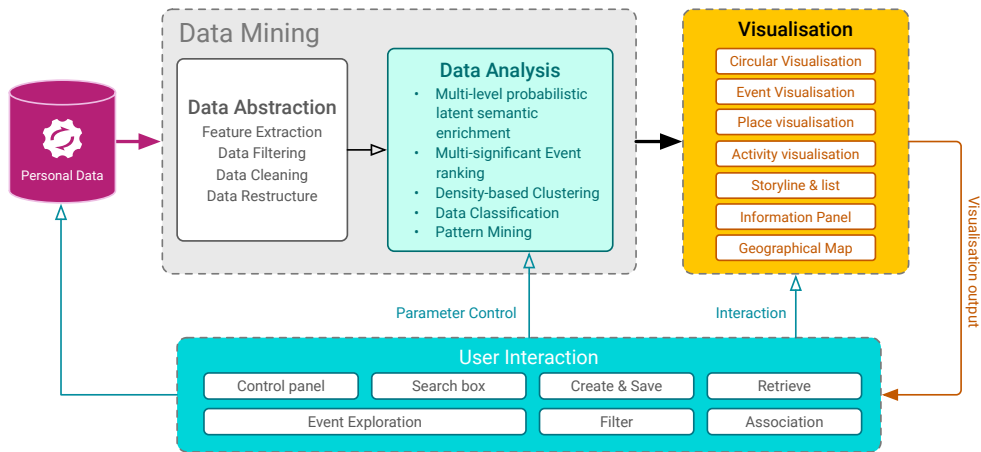 Data Mining
Personal Data
Data Abstraction
Feature Extraction
Data Filtering
Data Cleaning
Data Restructure
Data Analysis
• Multi-level probabilistic
latent semantic
enrichment
• Multi-significant Event
ranking
• Density-based Clustering
• Data Classification
• Pattern Mining
Visualisation
Circular Visualisation
Event Visualisation
Place visualisation
Activity visualisation
Storyline & list
Information Panel
Geographical Map
Visualisation output
Parameter Control
Interaction
User Interaction
Control panel
Search box
Create & Save
Retrieve
Event Exploration
Filter
Association